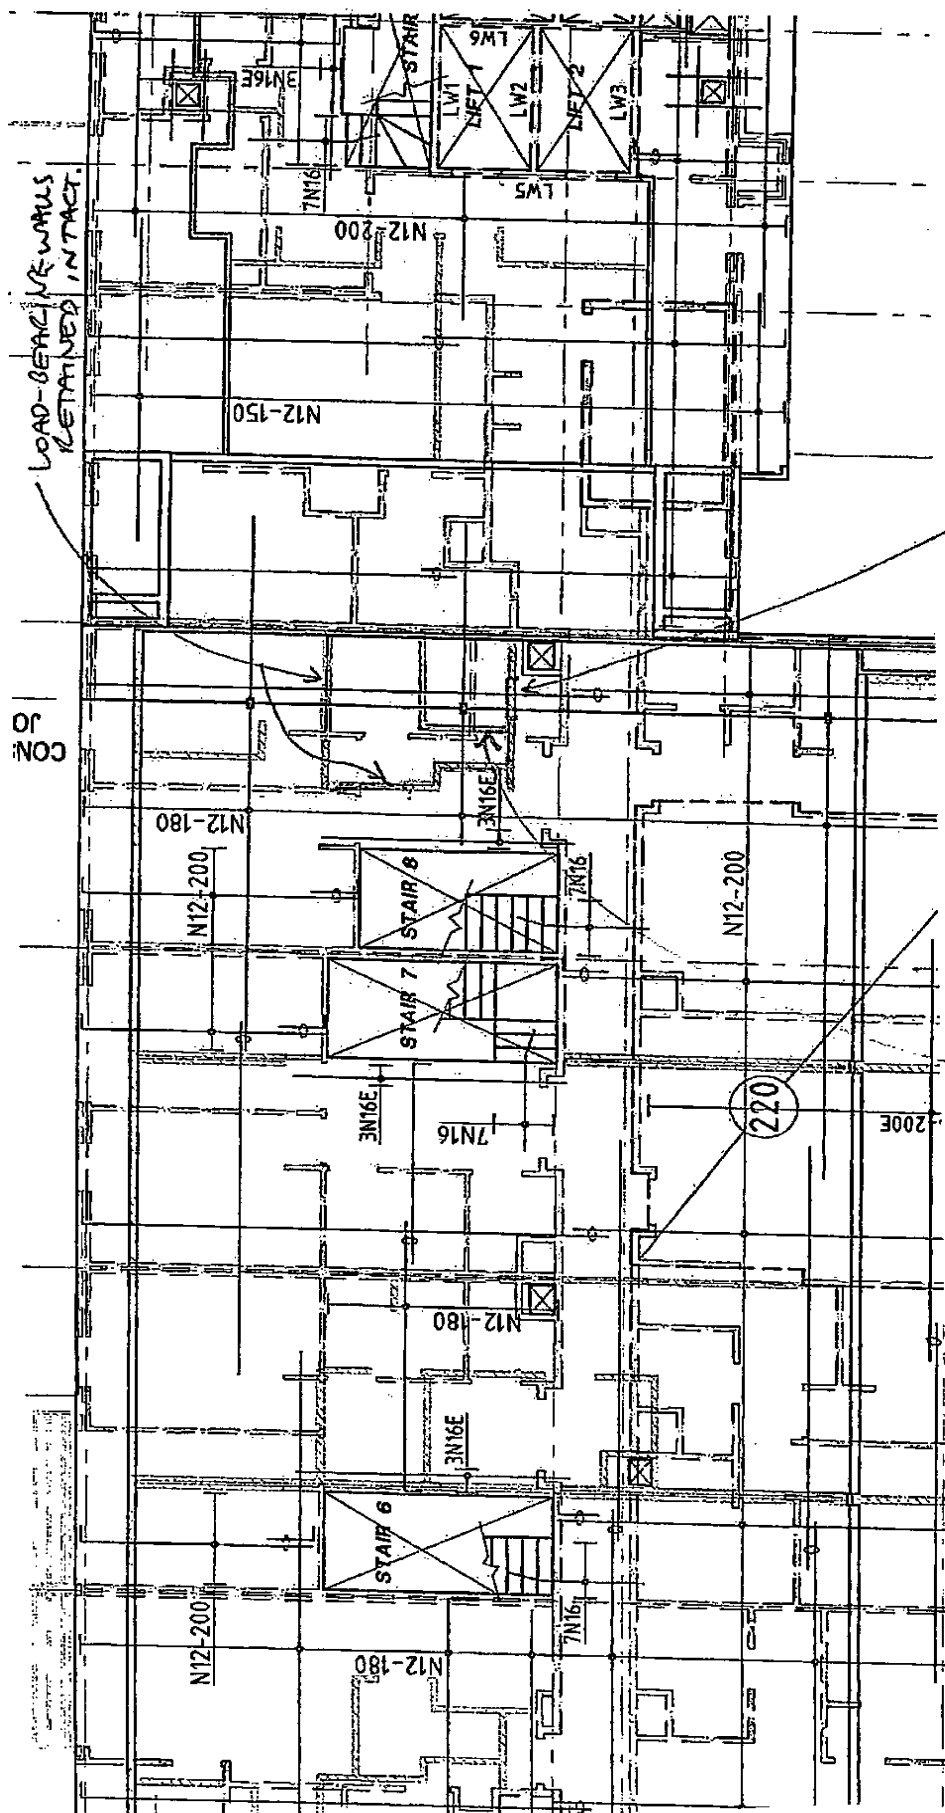 STAIR
LW6
3N16E
LW1
LIFT 1
LW2
LIFT 2
LW3
7N16
LW5
LOAD-BEARING WALLS
RETAINED INTACT.
N12-200
N12-150
CON
JO
3N16E
N12-180
N12-200
STAIR 8
7N16
N12-200
STAIR 7
3N16E
7N16
220
200E
N12-180
3N16E
STAIR 6
N12-200
7N16
N12-180